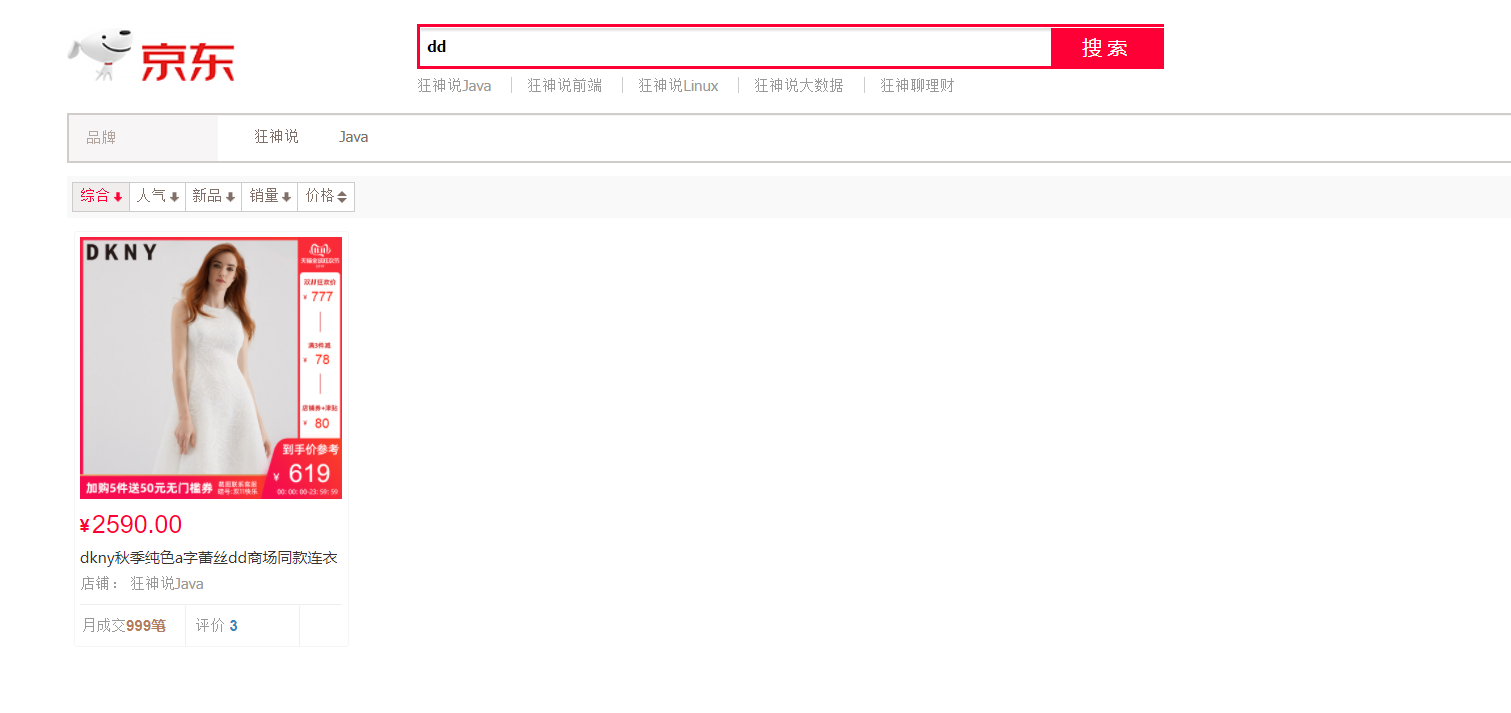 京东
dd
搜 索
狂神说Java
狂神说前端
狂神说Linux
狂神说大数据
狂神聊理财
品牌
狂神说
Java
综合
人气
新品
销量
价格
DKNY
双11狂欢价
¥ 777
满3件减
¥ 78
店铺券+津贴
¥ 80
到手价参考
¥ 619
00:00:00-23:59:59
加购5件送50元无门槛券
¥2590.00
dkny秋季纯色a字蕾丝dd商场同款连衣
店铺： 狂神说Java
月成交999笔
评价 3